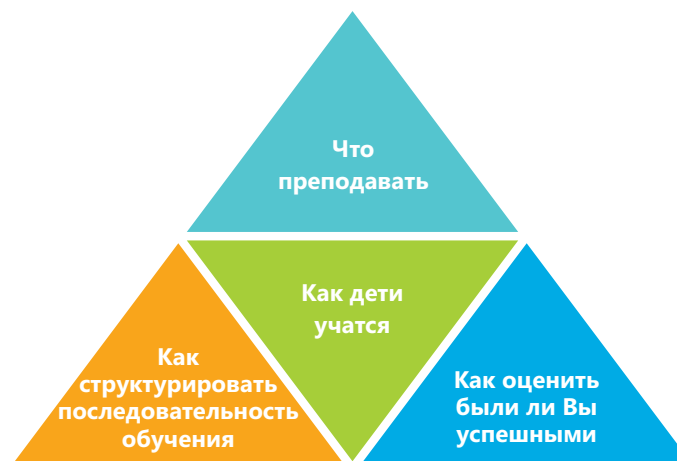 Что
преподавать
Как дети
учатся
Как
структурировать
последовательность
обучения
Как оценить
были ли Вы
успешными